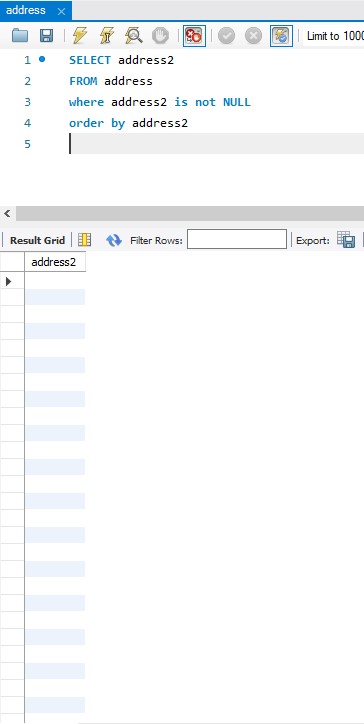 address
Limit to 1000
1 SELECT address2
2 FROM address
3 where address2 is not NULL
4 order by address2
5
Result Grid Filter Rows: Export:
address2